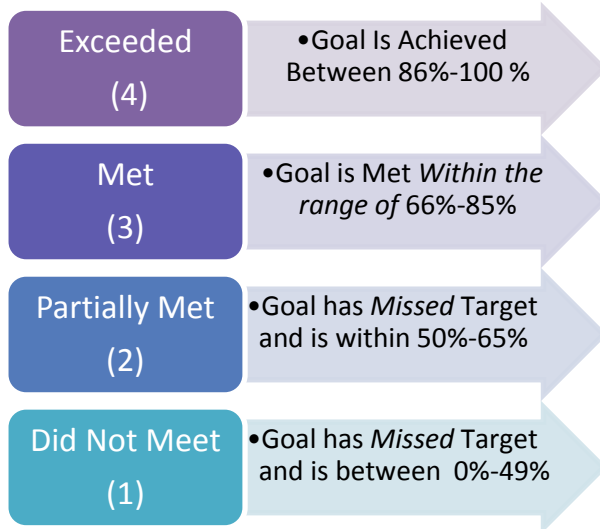 Exceeded
(4)
•Goal Is Achieved
Between 86%-100 %
Met
(3)
•Goal is Met Within the
range of 66%-85%
Partially Met
(2)
•Goal has Missed Target
and is within 50%-65%
Did Not Meet
(1)
•Goal has Missed Target
and is between  0%-49%